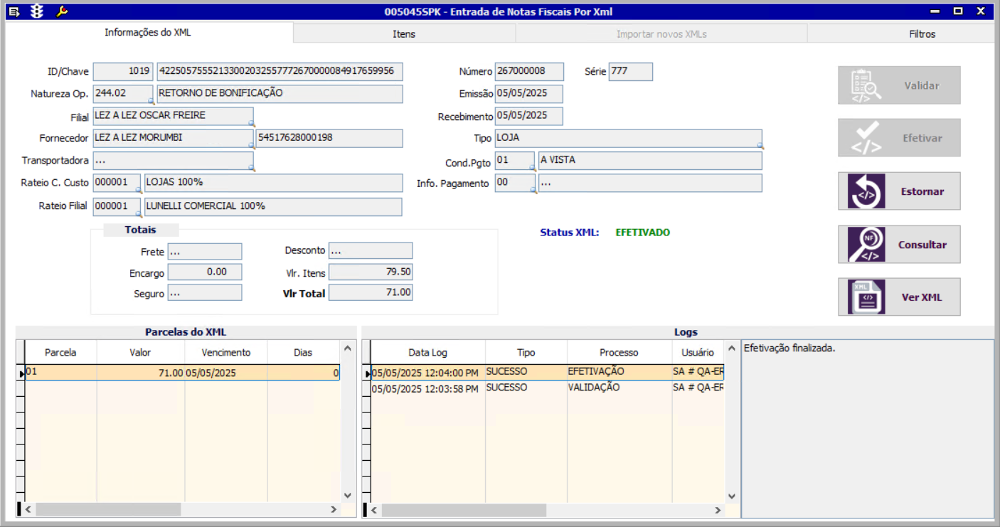 005045SPK - Entrada de Notas Fiscais Por Xml
Informações do XML Itens Importar novos XMLs Filtros
ID/Chave 1019 42250575552133002032557772670000084917659956 Número 267000008 Série 777
Natureza Op. 244.02 RETORNO DE BONIFICAÇÃO Emissão 05/05/2025
Filial LEZ A LEZ OSCAR FREIRE Recebimento 05/05/2025
Fornecedor LEZ A LEZ MORUMBI 54517628000198 Tipo LOJA
Transportadora ... Cond.Pgto 01 A VISTA
Rateio C. Custo 000001 LOJAS 100% Info. Pagamento 00 ...
Rateio Filial 000001 LUNELLI COMERCIAL 100%
Validar
Efetivar
Estornar
Consultar
Ver XML
Totais
Status XML: EFETIVADO
Frete ... Desconto ...
Encargo 0.00 Vlr. Itens 79.50
Seguro ... Vlr Total 71.00
Parcelas do XML
Parcela Valor Vencimento Dias
01 71.00 05/05/2025 0
Logs
Data Log Tipo Processo Usuário
05/05/2025 12:04:00 PM SUCESSO EFETIVAÇÃO SA # QA-ER
05/05/2025 12:03:58 PM SUCESSO VALIDAÇÃO SA # QA-ER
Efetivação finalizada.